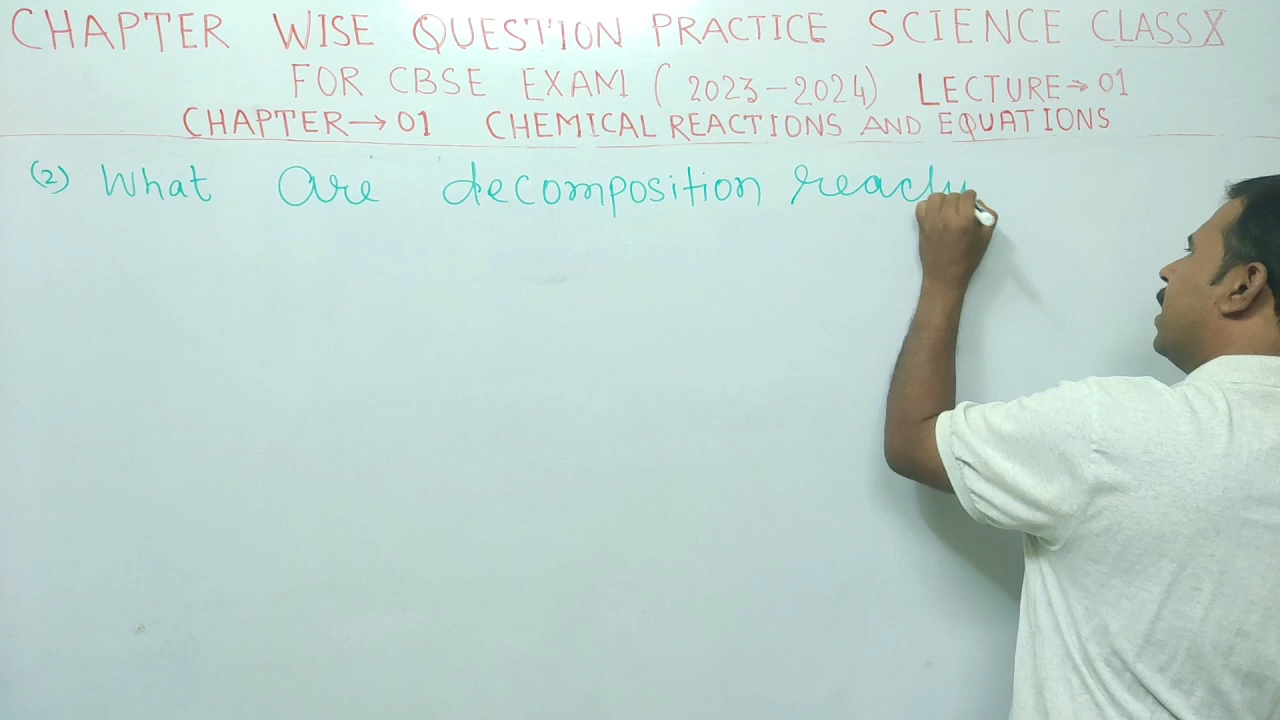 CHAPTER WISE QUESTION PRACTICE SCIENCE CLASS X
FOR CBSE EXAM (2023-2024) LECTURE→01
CHAPTER→01 CHEMICAL REACTIONS AND EQUATIONS
(2) What are decomposition